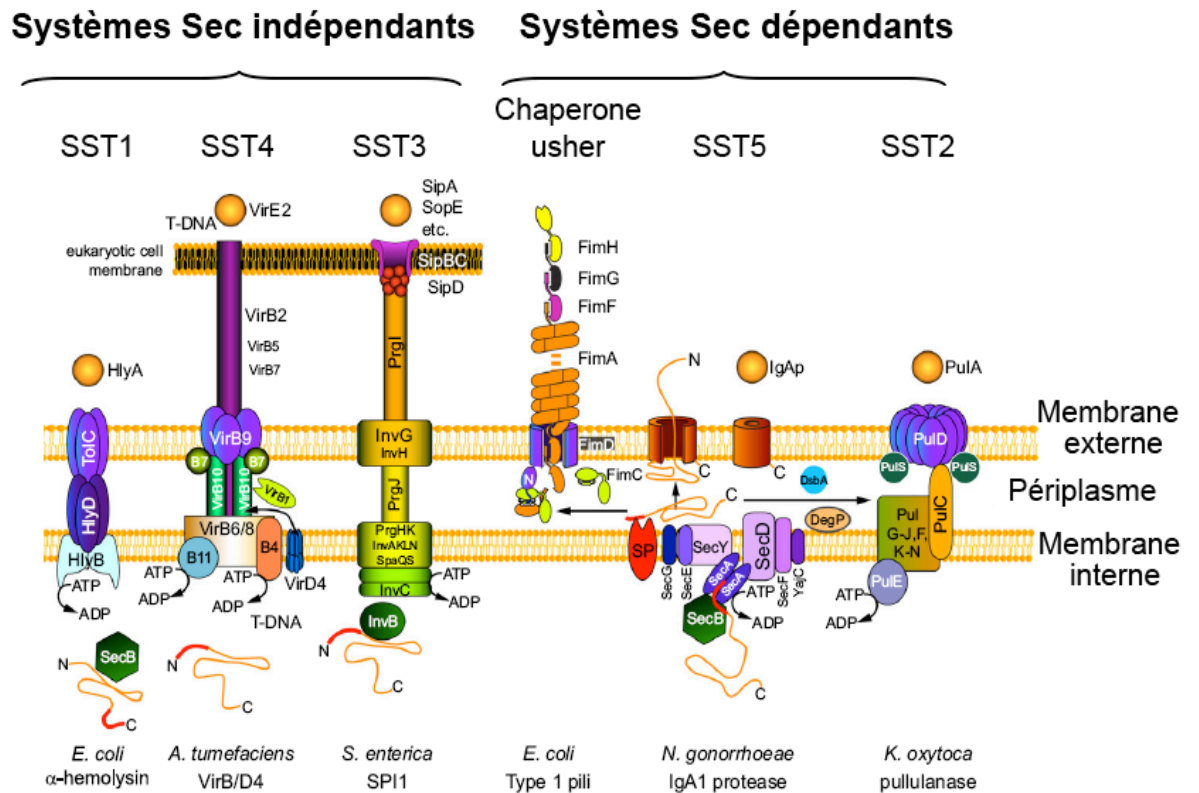 Systèmes Sec indépendants
Systèmes Sec dépendants
SST1
SST4
SST3
Chaperone
usher
SST5
SST2
T-DNA
VirE2
SipA
SopE
etc.
eukaryotic cell
membrane
SipBC
SipD
VirB2
VirB5
VirB7
PrgI
FimH
FimG
FimF
FimA
HlyA
N
IgAp
PulA
TolC
VirB9
B7
B7
InvG
InvH
FimD
PulD
Membrane
externe
HlyD
VirB10
VirB10
VirB1
PrgJ
N
FimC
C
C
DsbA
PulS
PulS
PulC
Périplasme
C
DegP
HlyB
VirB6/8
B11
B4
VirD4
PrgHK
InvAKLN
SpaQS
InvC
SP
SecG
SecE
SecY
SecD
SecF
YajC
SecA
SecA
Pul
G-J,F,
K-N
PulE
Membrane
interne
ATP
ADP
ATP
ADP
ATP
ADP
ATP
ADP
ATP
ADP
ATP
ADP
T-DNA
SecB
N
C
N
C
InvB
N
C
SecB
C
E. coli
α-hemolysin
A. tumefaciens
VirB/D4
S. enterica
SPI1
E. coli
Type 1 pili
N. gonorrhoeae
IgA1 protease
K. oxytoca
pullulanase